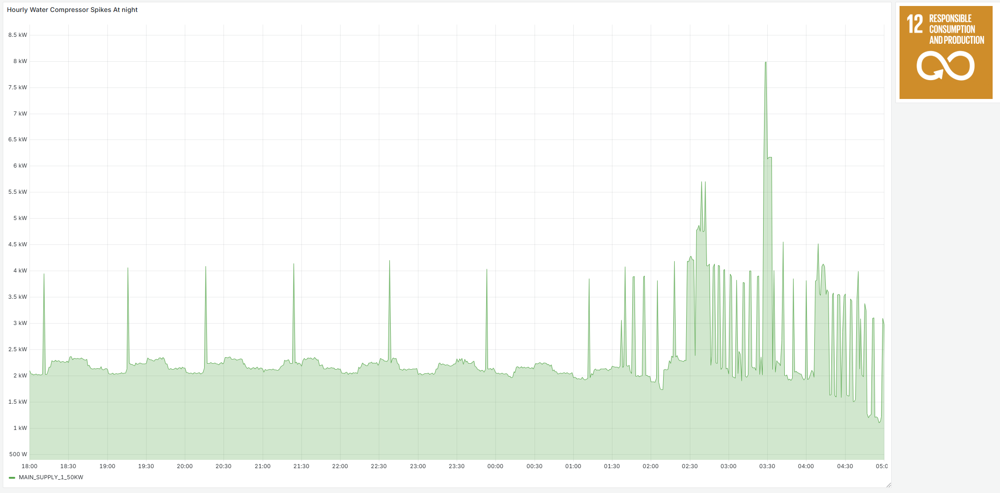 Hourly Water Compressor Spikes At night
8.5 kW
8 kW
7.5 kW
7 kW
6.5 kW
6 kW
5.5 kW
5 kW
4.5 kW
4 kW
3.5 kW
3 kW
2.5 kW
2 kW
1.5 kW
1 kW
500 W
18:00 18:30 19:00 19:30 20:00 20:30 21:00 21:30 22:00 22:30 23:00 23:30 00:00 00:30 01:00 01:30 02:00 02:30 03:00 03:30 04:00 04:30 05:0
MAIN_SUPPLY_1_50KW
12 RESPONSIBLE
CONSUMPTION
AND PRODUCTION